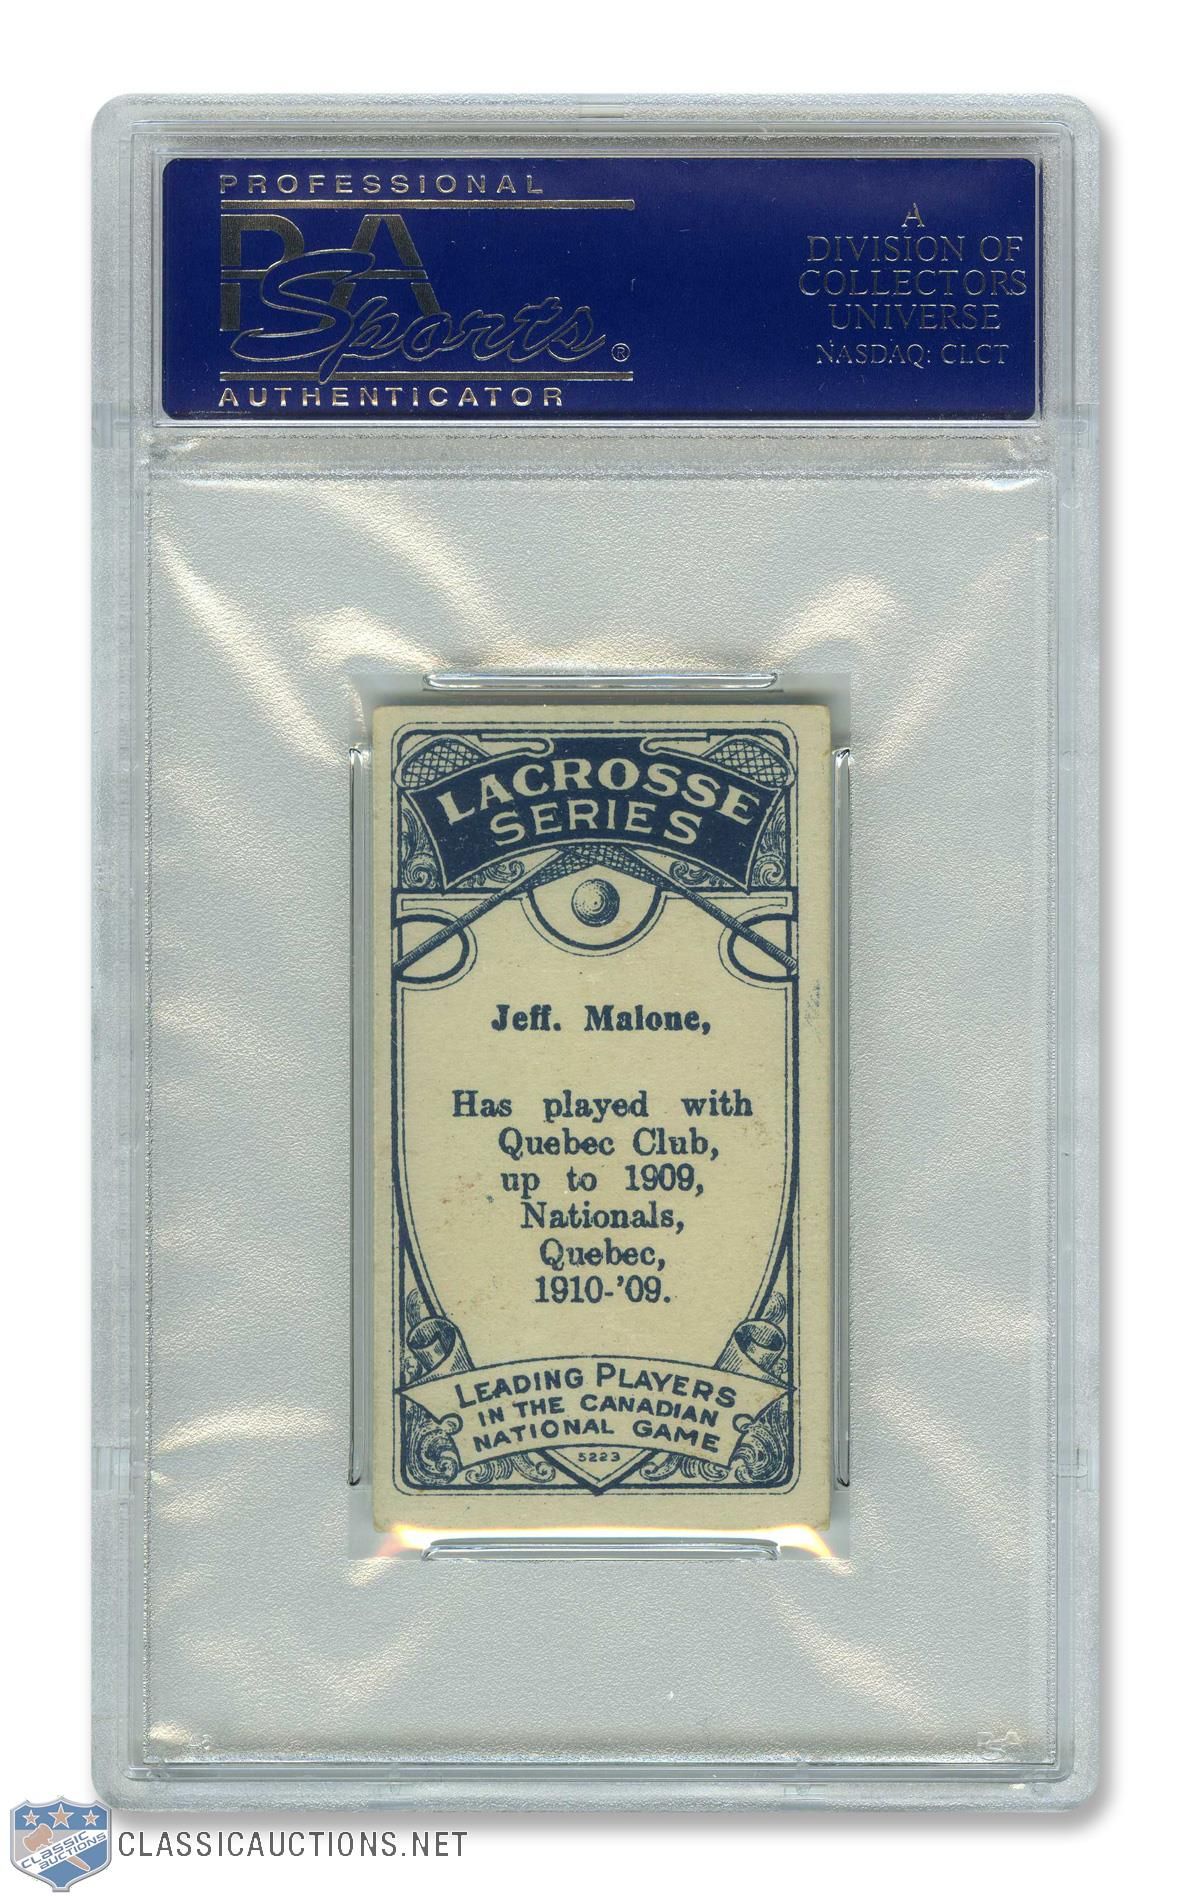 PROFESSIONAL
PSA
Sports®
AUTHENTICATOR
A
DIVISION OF
COLLECTORS
UNIVERSE
NASDAQ: CLCT
LACROSSE
SERIES
Jeff. Malone,
Has played with
Quebec Club,
up to 1909,
Nationals,
Quebec,
1910-'09.
LEADING PLAYERS
IN THE CANADIAN
NATIONAL GAME
5223
PSA
CLASSIC
AUCTIONS
CLASSICAUCTIONS.NET